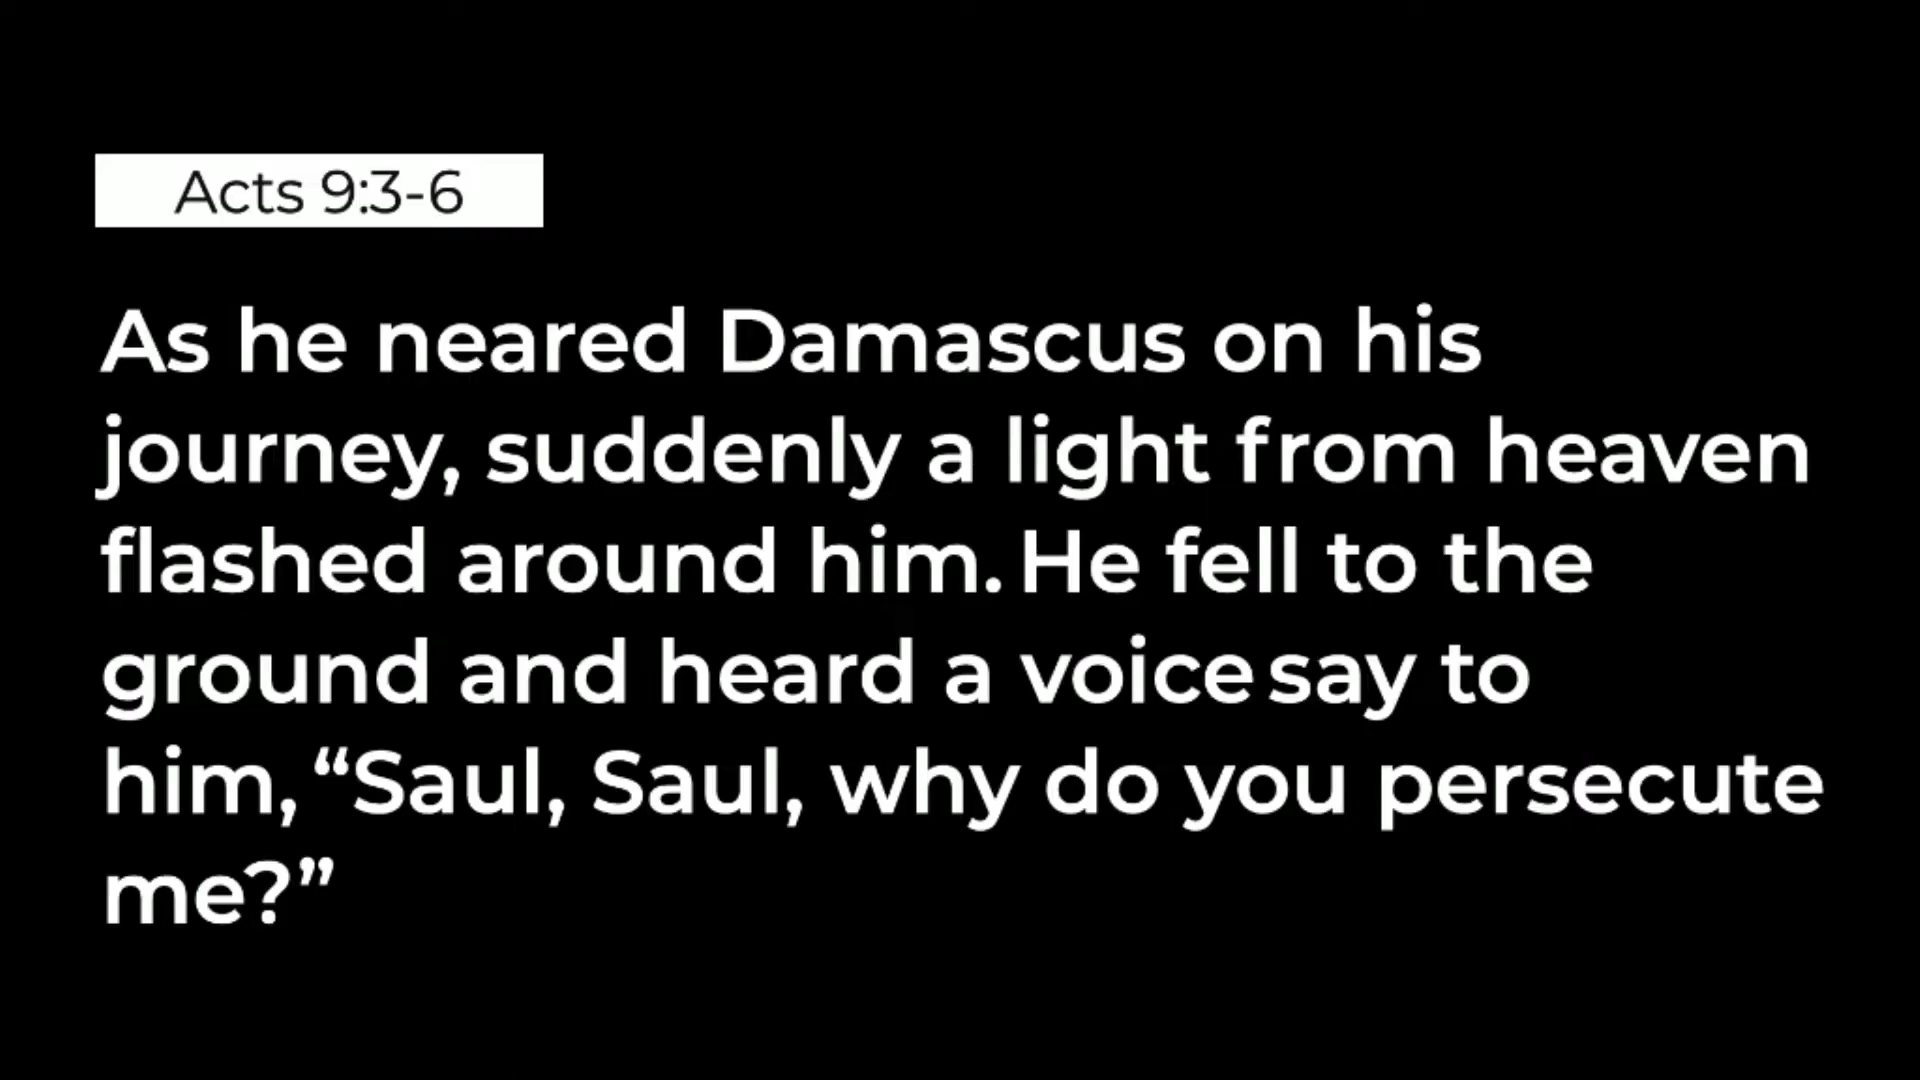 Acts 9:3-6
As he neared Damascus on his
journey, suddenly a light from heaven
flashed around him. He fell to the
ground and heard a voice say to
him, “Saul, Saul, why do you persecute
me?”